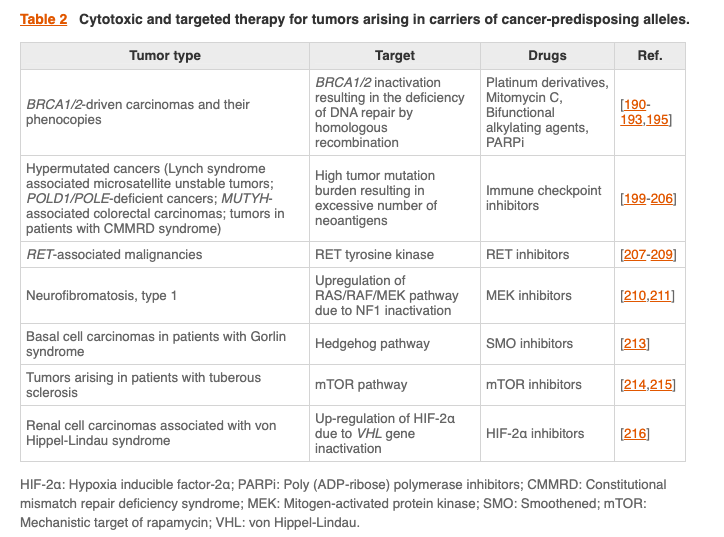 Table 2 Cytotoxic and targeted therapy for tumors arising in carriers of cancer-predisposing alleles.
Tumor type
Target
Drugs
Ref.
BRCA1/2-driven carcinomas and their
phenocopies
BRCA1/2 inactivation
resulting in the deficiency
of DNA repair by
homologous
recombination
Platinum derivatives,
Mitomycin C,
Bifunctional
alkylating agents,
PARPi
[190-
193,195]
Hypermutated cancers (Lynch syndrome
associated microsatellite unstable tumors;
POLD1/POLE-deficient cancers; MUTYH-
associated colorectal carcinomas; tumors in
patients with CMMRD syndrome)
High tumor mutation
burden resulting in
excessive number of
neoantigens
Immune checkpoint
inhibitors
[199-206]
RET-associated malignancies
RET tyrosine kinase
RET inhibitors
[207-209]
Neurofibromatosis, type 1
Upregulation of
RAS/RAF/MEK pathway
due to NF1 inactivation
MEK inhibitors
[210,211]
Basal cell carcinomas in patients with Gorlin
syndrome
Hedgehog pathway
SMO inhibitors
[213]
Tumors arising in patients with tuberous
sclerosis
mTOR pathway
mTOR inhibitors
[214,215]
Renal cell carcinomas associated with von
Hippel-Lindau syndrome
Up-regulation of HIF-2α
due to VHL gene
inactivation
HIF-2α inhibitors
[216]
HIF-2α: Hypoxia inducible factor-2α; PARPi: Poly (ADP-ribose) polymerase inhibitors; CMMRD: Constitutional
mismatch repair deficiency syndrome; MEK: Mitogen-activated protein kinase; SMO: Smoothened; mTOR:
Mechanistic target of rapamycin; VHL: von Hippel-Lindau.